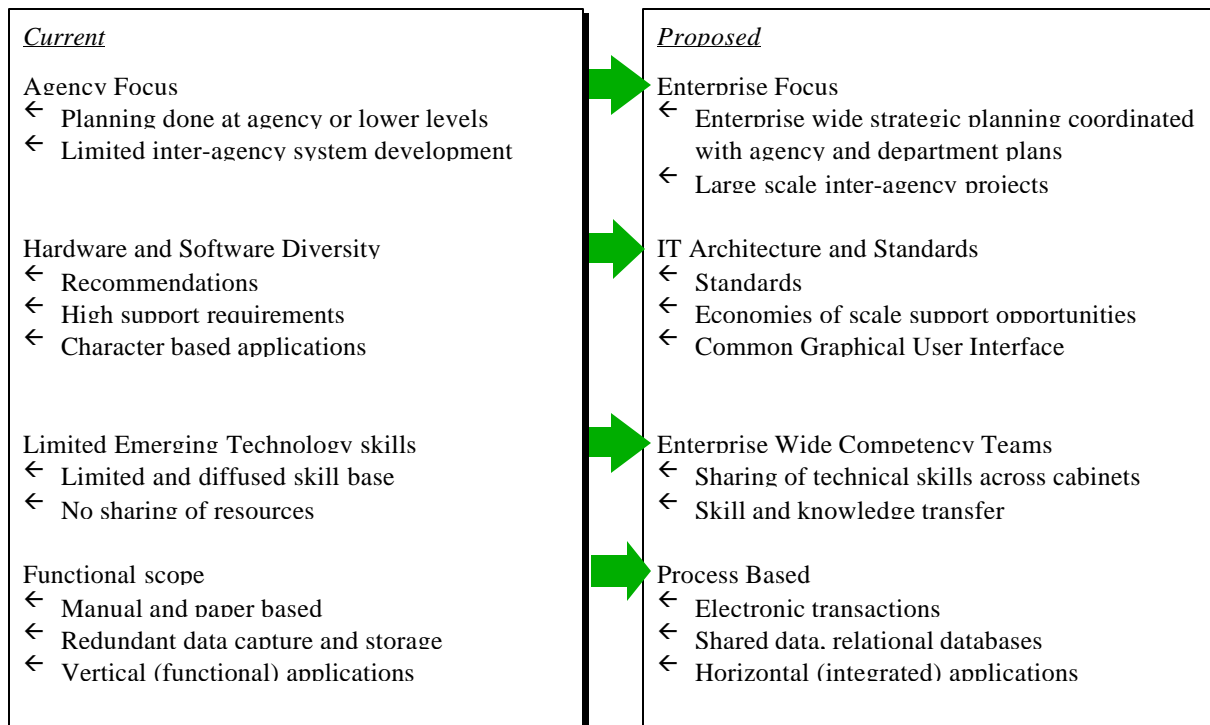 Current
Agency Focus
← Planning done at agency or lower levels
← Limited inter-agency system development
Hardware and Software Diversity
← Recommendations
← High support requirements
← Character based applications
Limited Emerging Technology skills
← Limited and diffused skill base
← No sharing of resources
Functional scope
← Manual and paper based
← Redundant data capture and storage
← Vertical (functional) applications
Proposed
Enterprise Focus
← Enterprise wide strategic planning coordinated
with agency and department plans
← Large scale inter-agency projects
IT Architecture and Standards
← Standards
← Economies of scale support opportunities
← Common Graphical User Interface
Enterprise Wide Competency Teams
← Sharing of technical skills across cabinets
← Skill and knowledge transfer
Process Based
← Electronic transactions
← Shared data, relational databases
← Horizontal (integrated) applications